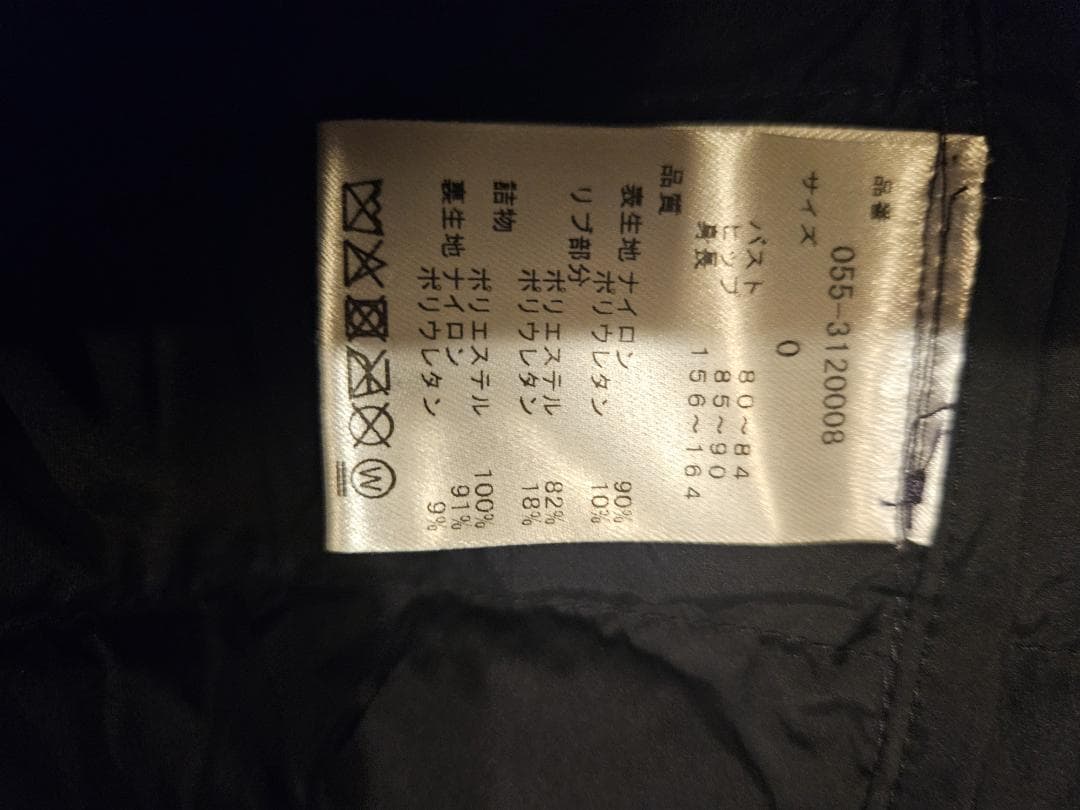 品番
055-3120008
サイズ
0
バスト 80〜84
ヒップ 85〜90
身長 156〜164
品質
表生地 ナイロン 90%
ポリウレタン 10%
リブ部分 ポリエステル 82%
ポリウレタン 18%
詰物 ポリエステル 100%
裏生地 ナイロン 91%
ポリウレタン 9%
W